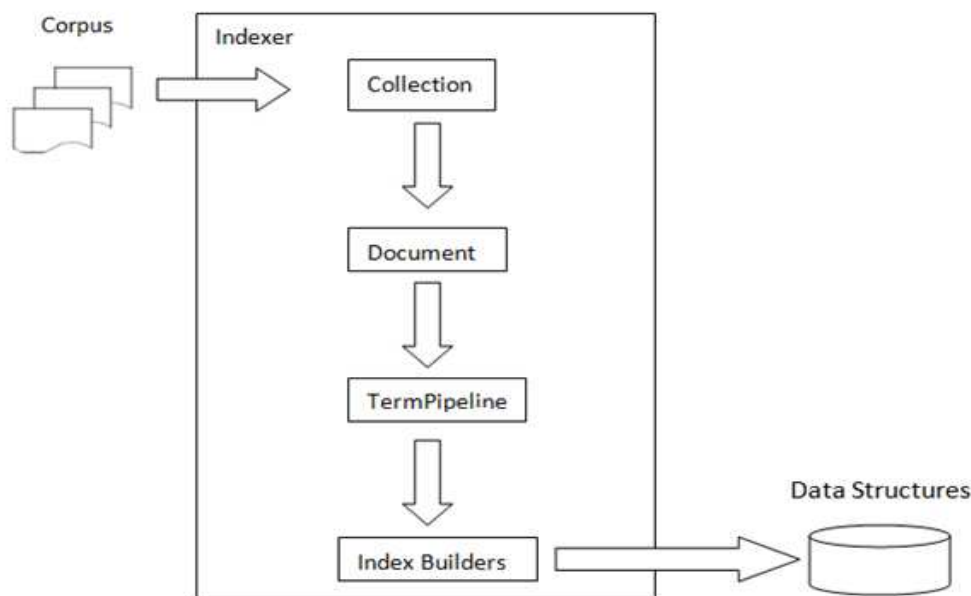 Corpus
Indexer
Collection
Document
TermPipeline
Index Builders
Data Structures